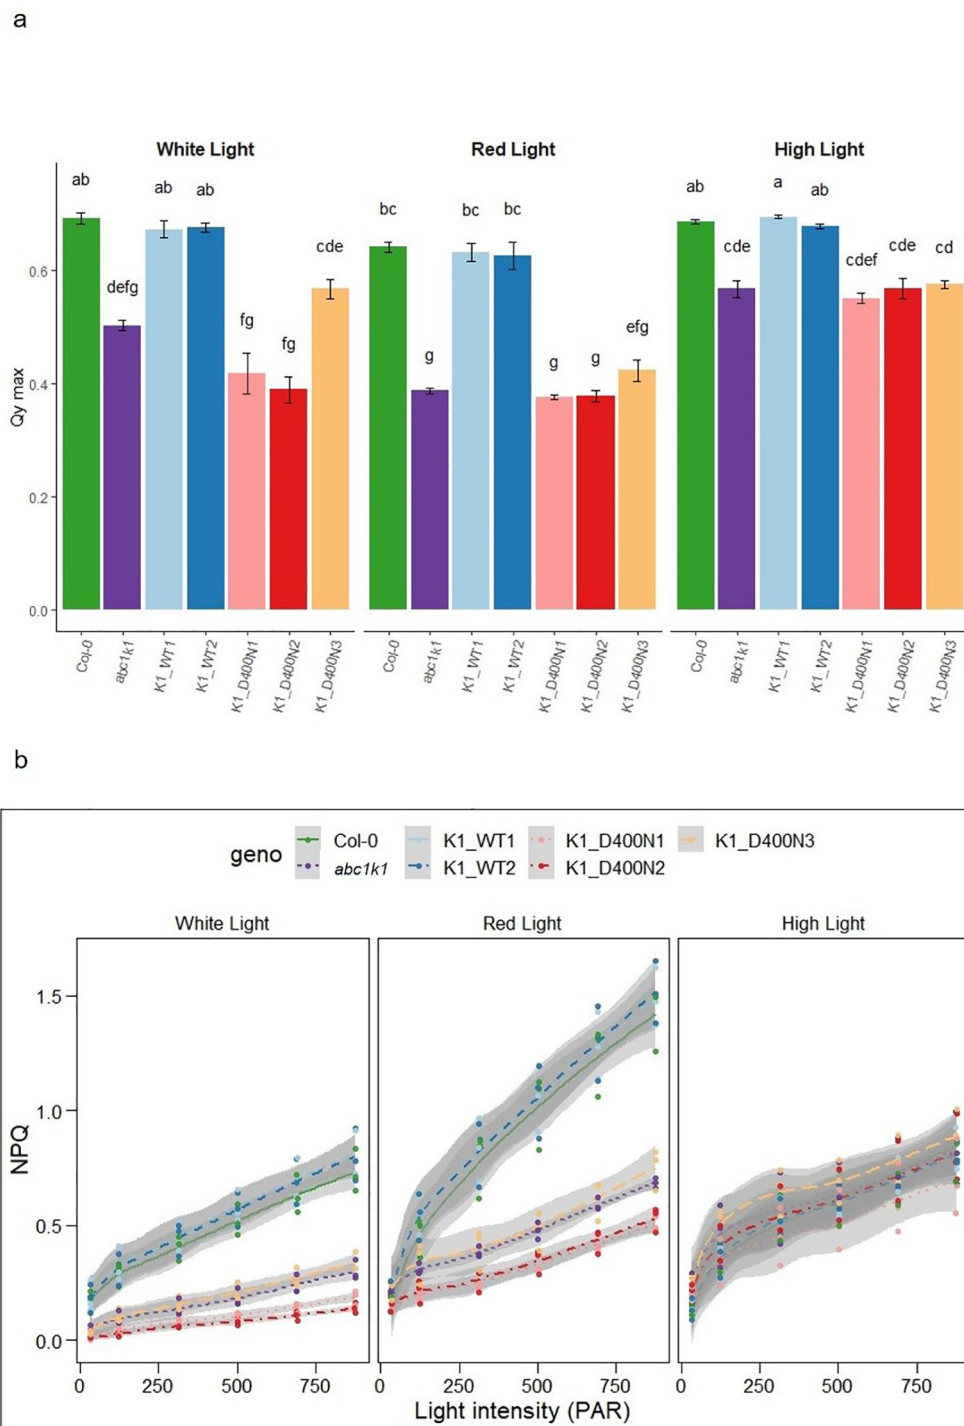 a
White Light Red Light High Light
ab defg ab ab fg fg cde
bc g bc bc g g efg
ab cde a ab cdef cde cd
Qy max
0.6
0.4
0.2
0.0
Col-0 abc1k1 K1_WT1 K1_WT2 K1_D400N1 K1_D400N2 K1_D400N3
Col-0 abc1k1 K1_WT1 K1_WT2 K1_D400N1 K1_D400N2 K1_D400N3
Col-0 abc1k1 K1_WT1 K1_WT2 K1_D400N1 K1_D400N2 K1_D400N3
b
geno
Col-0 K1_WT1 K1_D400N1 K1_D400N3
abc1k1 K1_WT2 K1_D400N2
White Light Red Light High Light
NPQ
1.5
1.0
0.5
0.0
0 250 500 750 0 250 500 750 0 250 500 750
Light intensity (PAR)